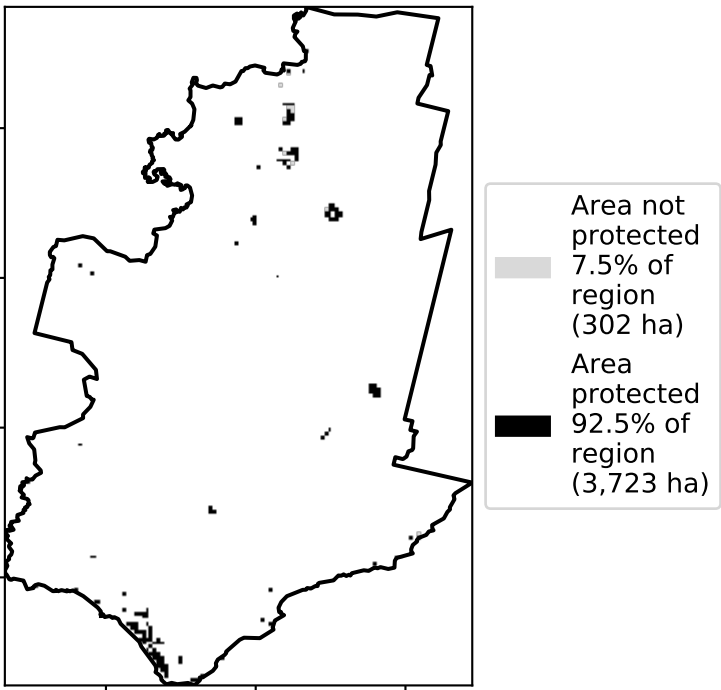 Area not
protected
7.5% of
region
(302 ha)
Area
protected
92.5% of
region
(3,723 ha)